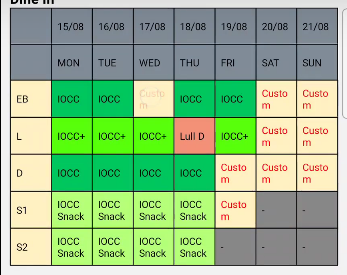 Dine in
15/08 16/08 17/08 18/08 19/08 20/08 21/08
MON TUE WED THU FRI SAT SUN
EB IOCC IOCC Custom IOCC IOCC Custom Custom
L IOCC+ IOCC+ IOCC+ Lull D IOCC+ Custom Custom
D IOCC IOCC IOCC IOCC Custom Custom Custom
S1 IOCC Snack IOCC Snack IOCC Snack IOCC Snack Custom - -
S2 IOCC Snack IOCC Snack IOCC Snack IOCC Snack - - -